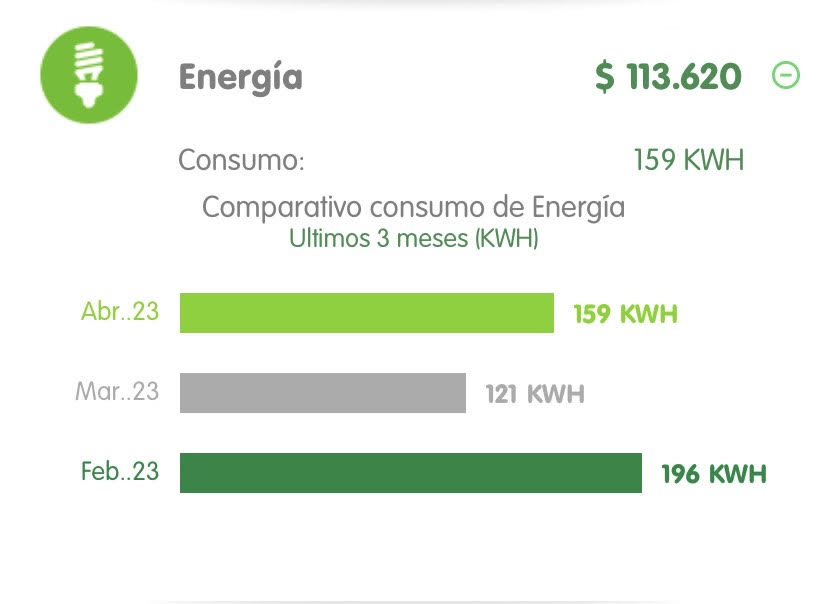 Energía $ 113.620
Consumo: 159 KWH
Comparativo consumo de Energía
Ultimos 3 meses (KWH)
Abr..23 159 KWH
Mar..23 121 KWH
Feb..23 196 KWH